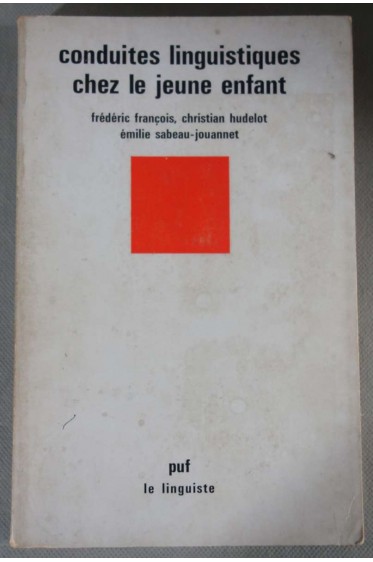 conduites linguistiques
chez le jeune enfant
frédéric françois, christian hudelot
émilie sabeau-jouannet
puf
le linguiste